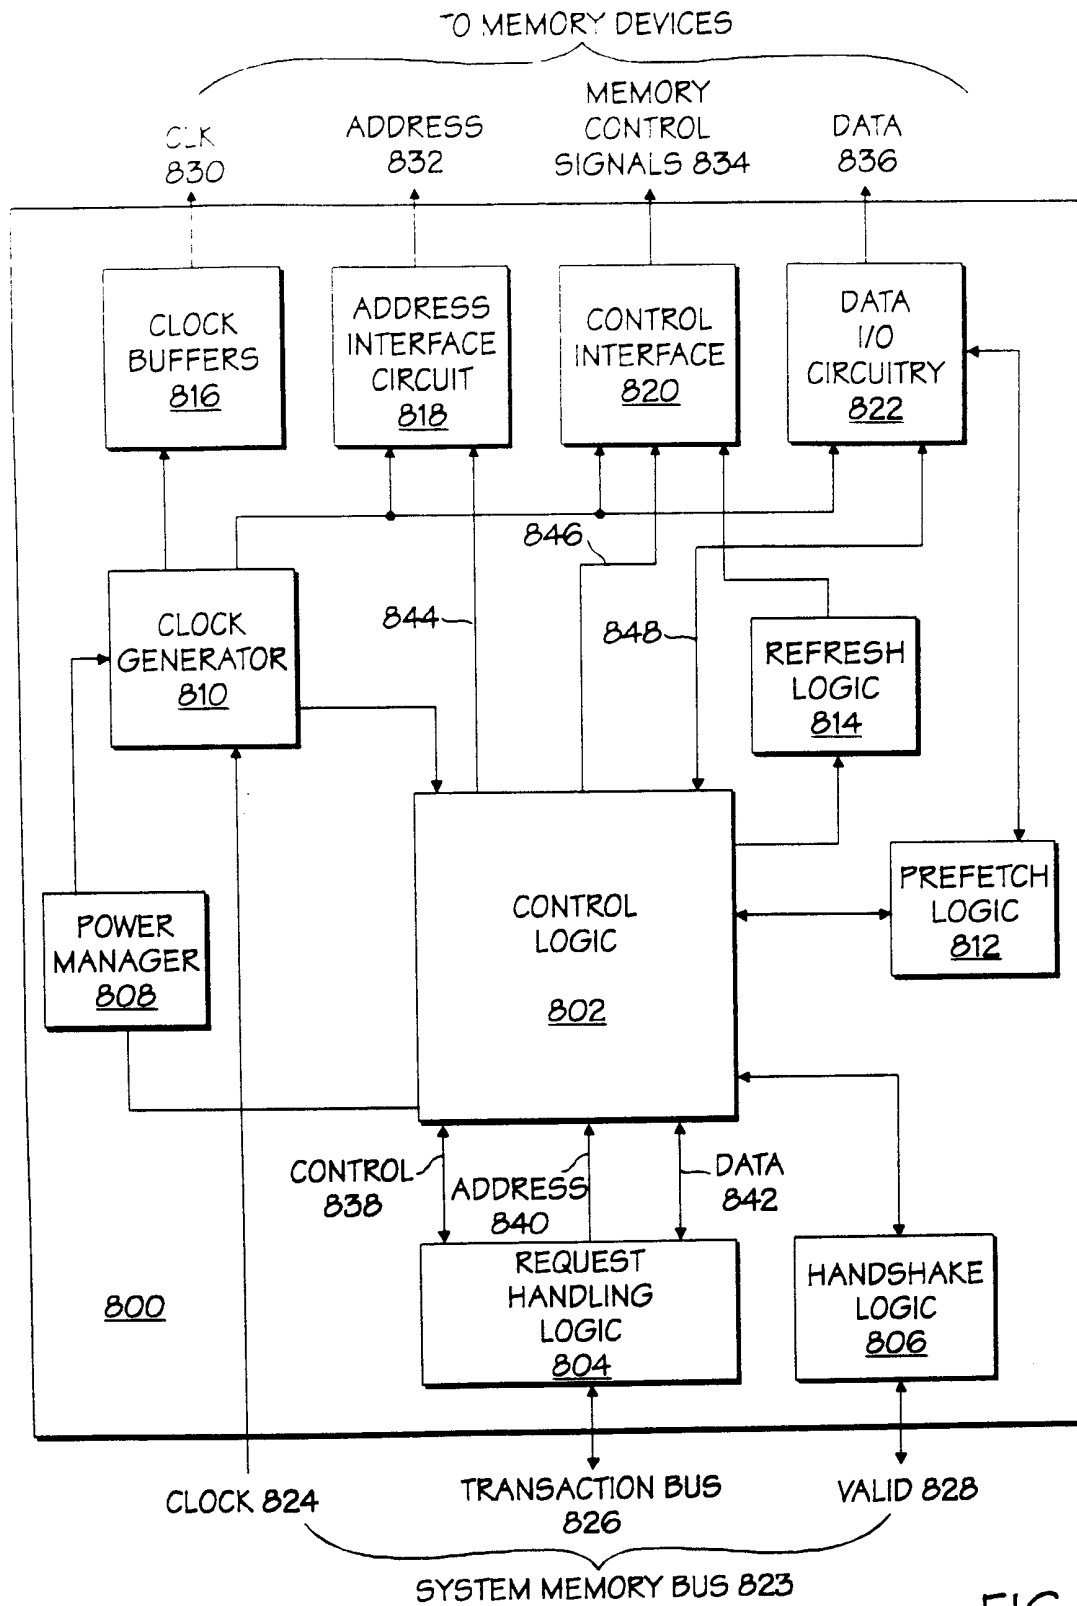 TO MEMORY DEVICES
CLK
830
ADDRESS
832
MEMORY
CONTROL
SIGNALS 834
DATA
836
CLOCK
BUFFERS
816
ADDRESS
INTERFACE
CIRCUIT
818
CONTROL
INTERFACE
820
DATA
I/O
CIRCUITRY
822
846
844
848
CLOCK
GENERATOR
810
REFRESH
LOGIC
814
POWER
MANAGER
808
CONTROL
LOGIC
802
PREFETCH
LOGIC
812
CONTROL
838
ADDRESS
840
DATA
842
800
REQUEST
HANDLING
LOGIC
804
HANDSHAKE
LOGIC
806
CLOCK 824
TRANSACTION BUS
826
VALID 828
SYSTEM MEMORY BUS 823